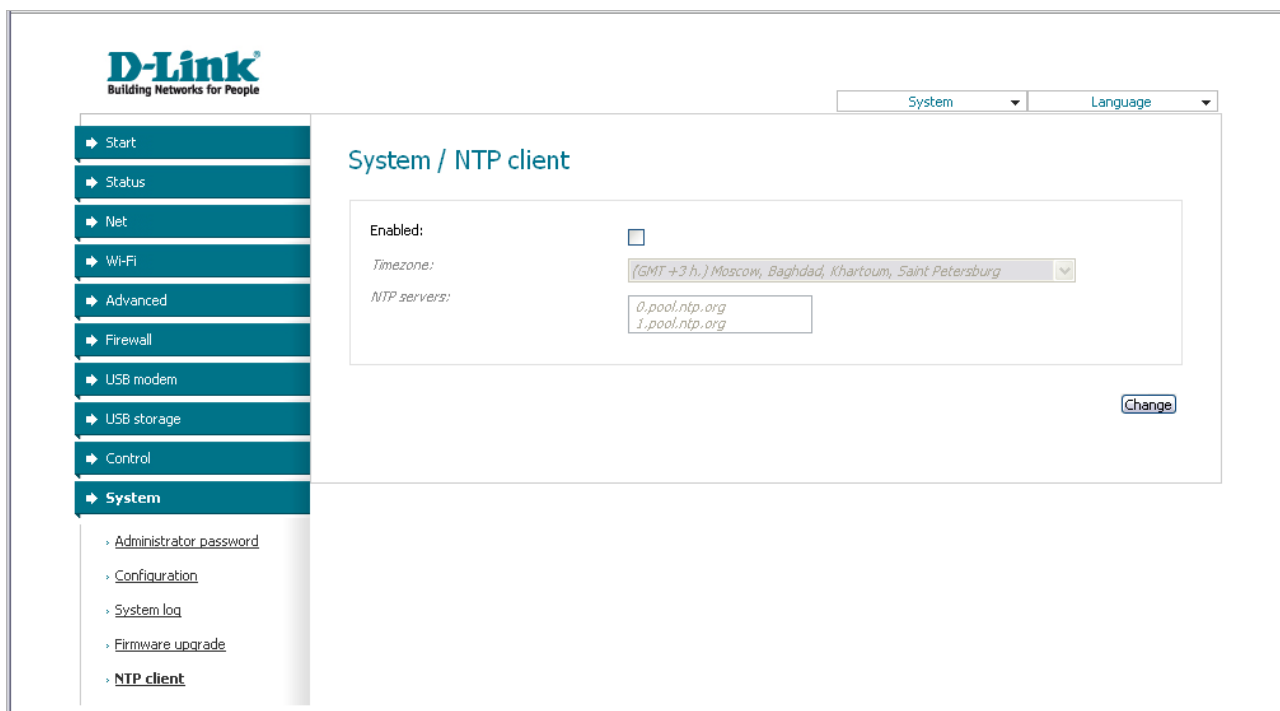 D-Link
Building Networks for People
System
Language
Start
Status
Net
Wi-Fi
Advanced
Firewall
USB modem
USB storage
Control
System
Administrator password
Configuration
System log
Firmware upgrade
NTP client
System / NTP client
Enabled:
Timezone:
(GMT +3 h.) Moscow, Baghdad, Khartoum, Saint Petersburg
NTP servers:
0.pool.ntp.org
1.pool.ntp.org
Change